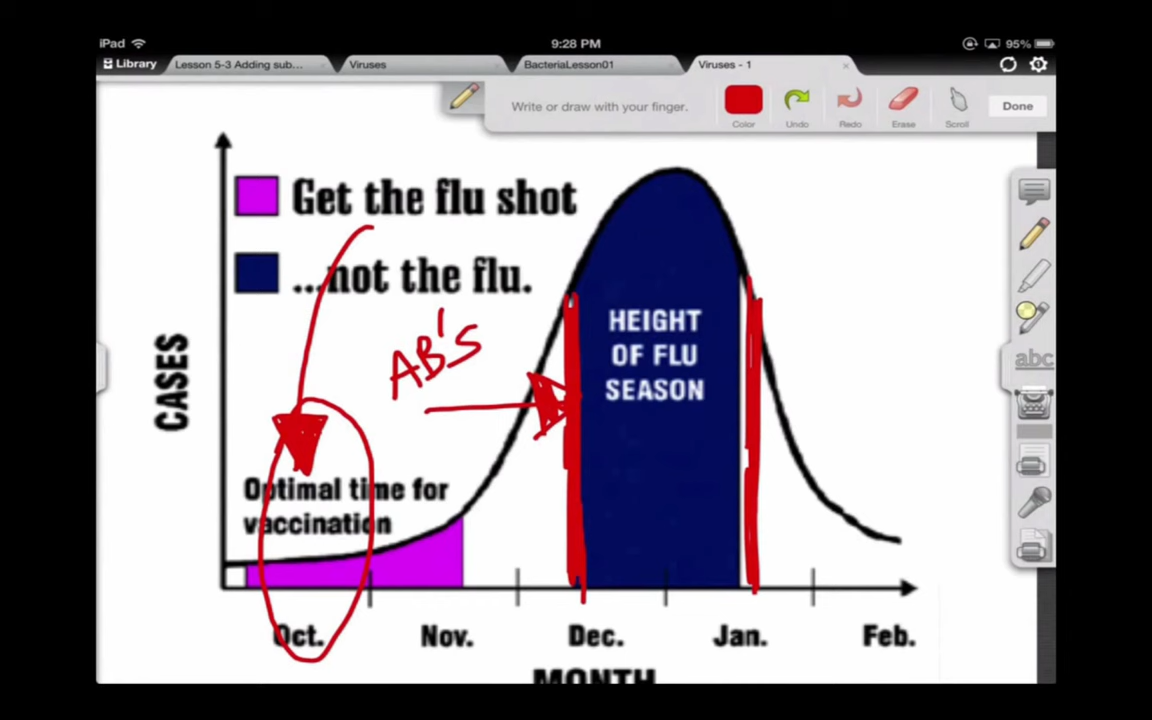 iPad 9:28 PM 95%
Library Lesson 5-3 Adding sub... Viruses BacteriaLesson01 Viruses - 1
Write or draw with your finger. Color Undo Redo Erase Scroll Done
Get the flu shot
...not the flu.
AB'S
HEIGHT
OF FLU
SEASON
CASES
Optimal time for
vaccination
abc
Oct. Nov. Dec. Jan. Feb.
MONTH